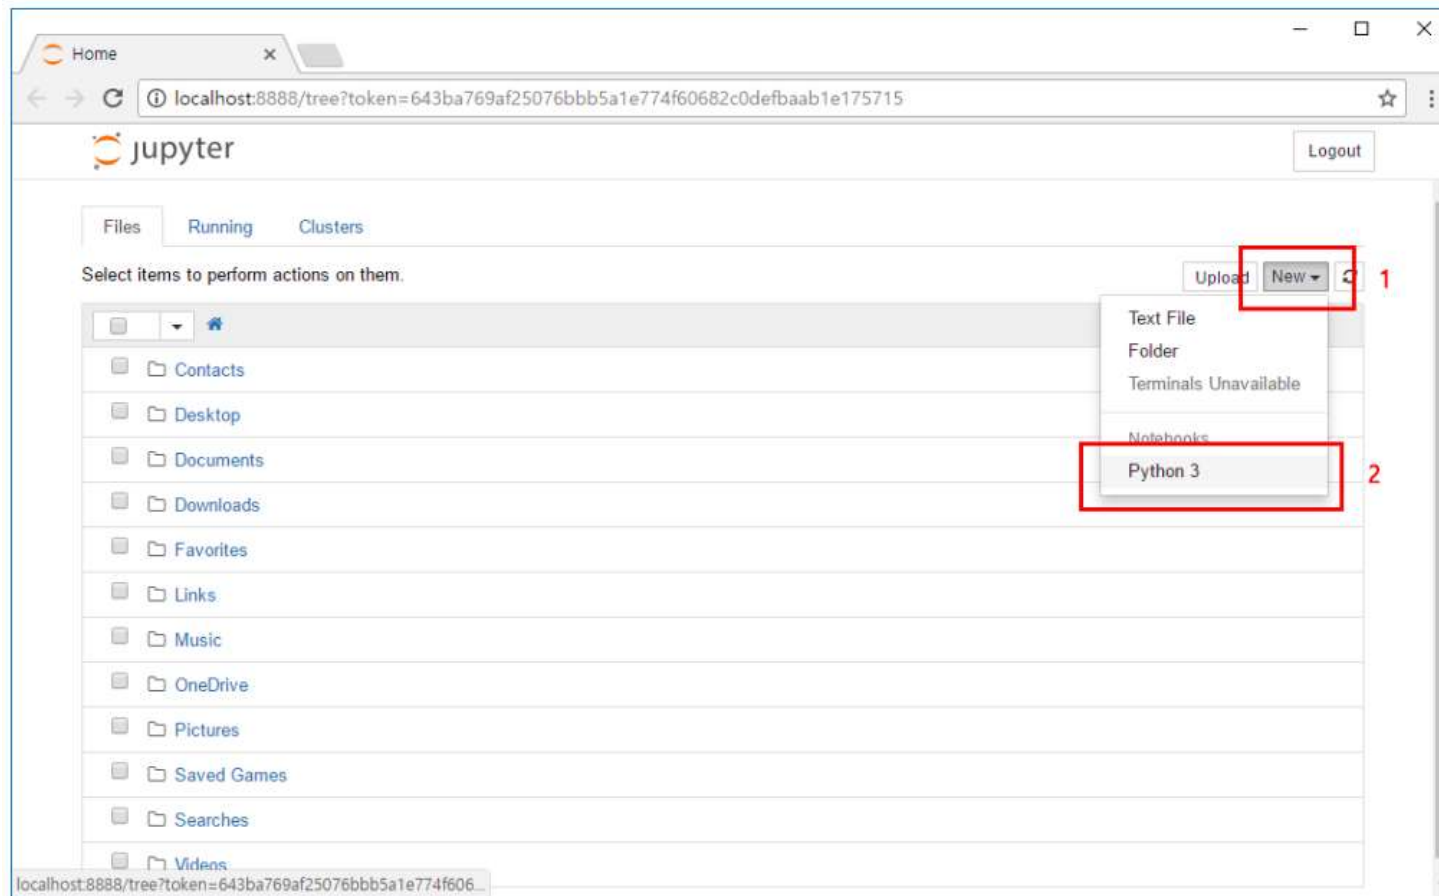 Home
localhost:8888/tree?token=643ba769af25076bbb5a1e774f60682c0defbaab1e175715
jupyter
Logout
Files Running Clusters
Select items to perform actions on them.
Upload New 1
Text File
Folder
Terminals Unavailable
Notebooks
Python 3 2
Contacts
Desktop
Documents
Downloads
Favorites
Links
Music
OneDrive
Pictures
Saved Games
Searches
Videos
localhost:8888/tree?token=643ba769af25076bbb5a1e774f606...